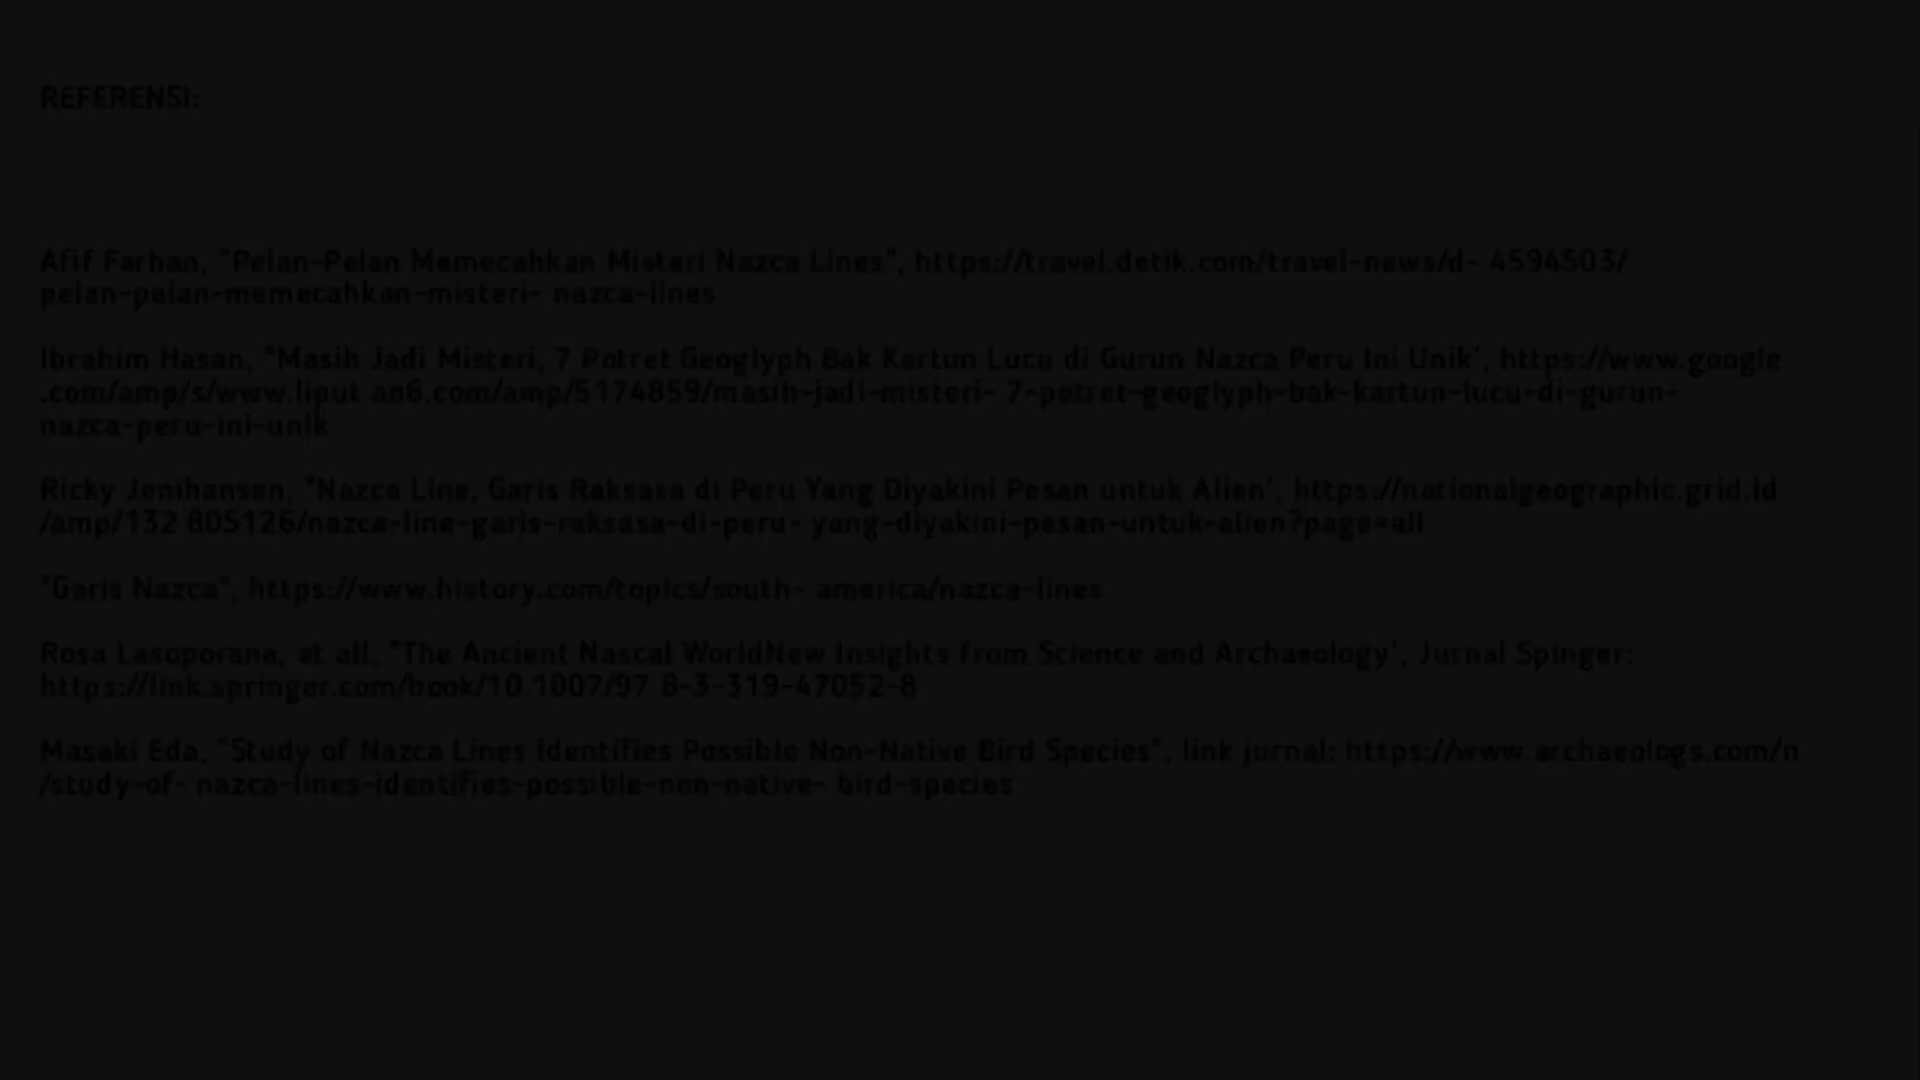 REFERENSI:
Afif Farhan, "Pelan-Pelan Memecahkan Misteri Nazca Lines", https://travel.detik.com/travel-news/d- 4594503/
pelan-pelan-memecahkan-misteri- nazca-lines
Ibrahim Hasan, "Masih Jadi Misteri, 7 Potret Geoglyph Bak Kartun Lucu di Gurun Nazca Peru Ini Unik", https://www.google
.com/amp/s/www.liput an6.com/amp/5174859/masih-jadi-misteri- 7-potret-geoglyph-bak-kartun-lucu-di-gurun-
nazca-peru-ini-unik
Ricky Jenihansen, "Nazca Line, Garis Raksasa di Peru Yang Diyakini Pesan untuk Alien", https://nationalgeographic.grid.id
/amp/132 805126/nazca-line-garis-raksasa-di-peru- yang-diyakini-pesan-untuk-alien?page=all
"Garis Nazca", https://www.history.com/topics/south- america/nazca-lines
Rosa Lasoporana, at all, "The Ancient Nascal WorldNew Insights from Science and Archaeology", Jurnal Spinger:
https://link.springer.com/book/10.1007/97 8-3-319-47052-8
Masaki Eda, "Study of Nazca Lines Identifies Possible Non-Native Bird Species", link jurnal: https://www.archaeologs.com/n
/study-of- nazca-lines-identifies-possible-non-native- bird-species